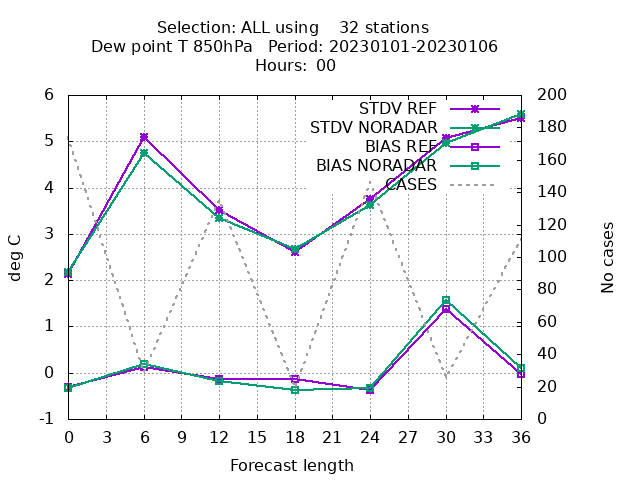 Selection: ALL using    32 stations
Dew point T 850hPa   Period: 20230101-20230106
Hours: 00
STDV REF
STDV NORADAR
BIAS REF
BIAS NORADAR
CASES
6
5
4
3
2
1
0
-1
deg C
200
180
160
140
120
100
80
60
40
20
0
No cases
0 3 6 9 12 15 18 21 24 27 30 33 36
Forecast length